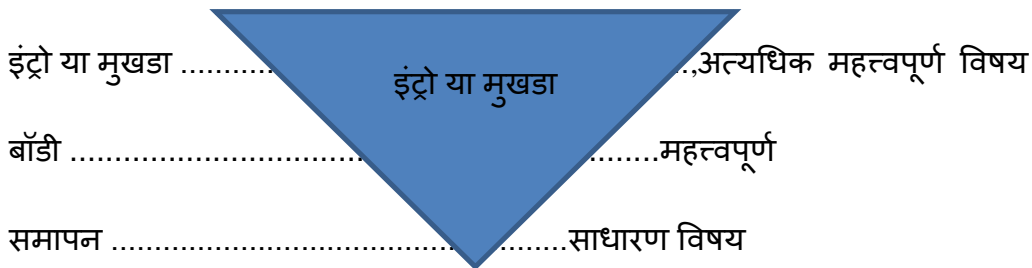 इंट्रो या मुखडा ............ ..,अत्यधिक महत्त्वपूर्ण विषय
इंट्रो या मुखडा
बॉडी .................................... ........महत्त्वपूर्ण
समापन ....................................................साधारण विषय